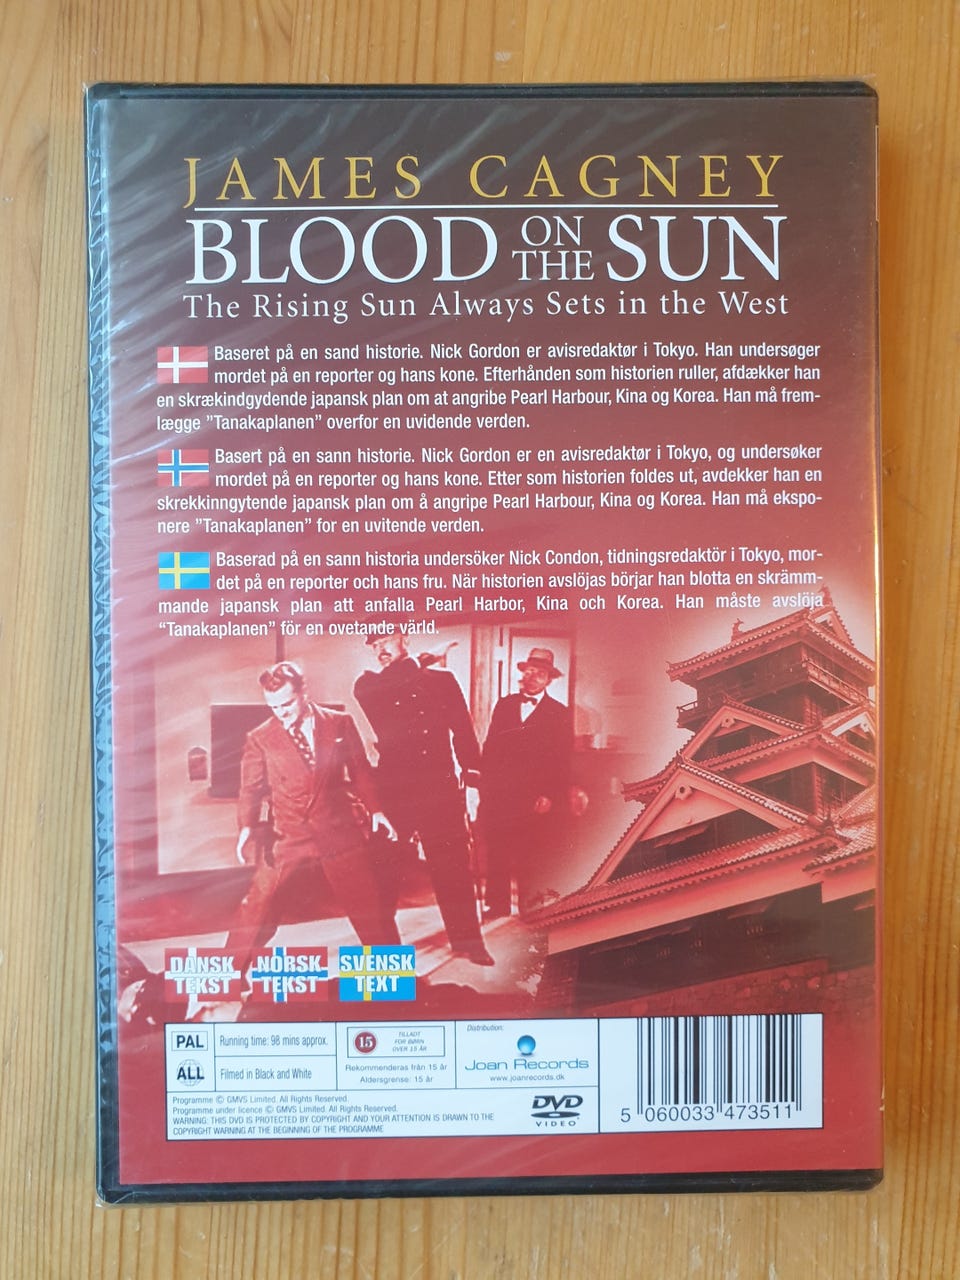 JAMES CAGNEY
BLOOD ON THE SUN
The Rising Sun Always Sets in the West
Baseret på en sand historie. Nick Gordon er avisredaktør i Tokyo. Han undersøger
mordet på en reporter og hans kone. Efterhånden som historien ruller, afdækker han
en skrækindgydende japansk plan om at angribe Pearl Harbour, Kina og Korea. Han må frem-
lægge ”Tanakaplanen” overfor en uvidende verden.
Basert på en sann historie. Nick Gordon er en avisredaktør i Tokyo, og undersøker
mordet på en reporter og hans kone. Etter som historien foldes ut, avdekker han en
skrekkinngytende japansk plan om å angripe Pearl Harbour, Kina og Korea. Han må ekspo-
nere ”Tanakaplanen” for en uvitende verden.
Baserad på en sann historia undersöker Nick Condon, tidningsredaktör i Tokyo, mor-
det på en reporter och hans fru. När historien avslöjas börjar han blotta en skrämm-
mande japansk plan att anfalla Pearl Harbor, Kina och Korea. Han måste avslöja
“Tanakaplanen” för en ovetande värld.
DANSK TEKST
NORSK TEKST
SVENSK TEXT
PAL
Running time: 98 mins approx.
ALL
Filmed in Black and White
15
TILLADT
FOR BØRN
OVER 15 ÅR
Rekommenderas från 15 år
Aldersgrense: 15 år
Distribution:
Joan Records
www.joanrecords.dk
Programme © GMVS Limited. All Rights Reserved.
Programme under licence © GMVS Limited. All Rights Reserved.
WARNING: THIS DVD IS PROTECTED BY COPYRIGHT AND YOUR ATTENTION IS DRAWN TO THE
COPYRIGHT WARNING AT THE BEGINNING OF THE PROGRAMME
DVD
VIDEO
5 060033 473511